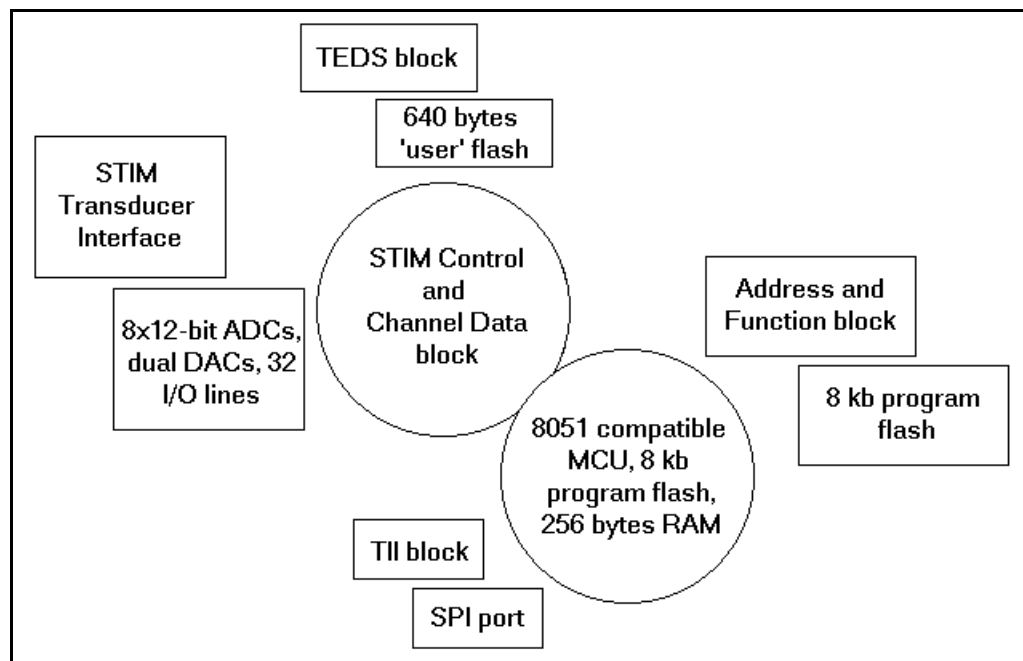 TEDS block
640 bytes
'user' flash
STIM
Transducer
Interface
STIM Control
and
Channel Data
block
8x12-bit ADCs,
dual DACs, 32
I/O lines
Address and
Function block
8 kb program
flash
8051 compatible
MCU, 8 kb
program flash,
256 bytes RAM
TII block
SPI port